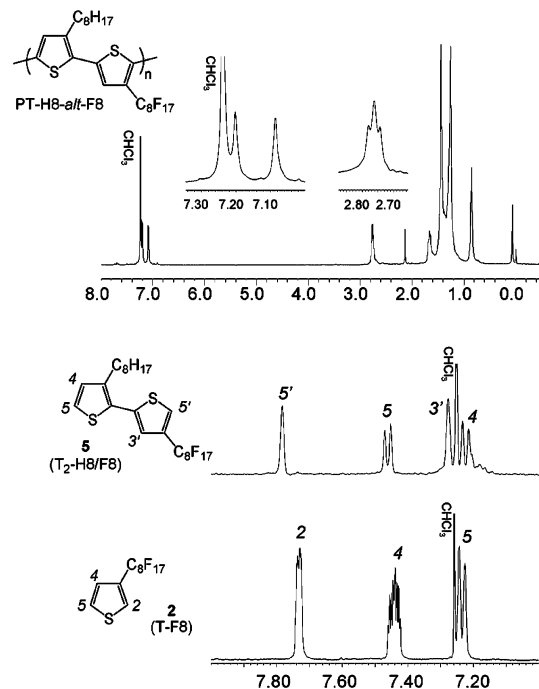 C8H17
S
S
n
PT-H8-alt-F8
C8F17
CHCl3
CHCl3
7.30 7.20 7.10
2.80 2.70
8.0 7.0 6.0 5.0 4.0 3.0 2.0 1.0 0.0
C8H17
4
5
S
S
5'
3'
C8F17
5
(T2-H8/F8)
5'
5
3'
CHCl3
4
C8F17
4
5
S
2
2
(T-F8)
2
4
CHCl3
5
7.80 7.60 7.40 7.20